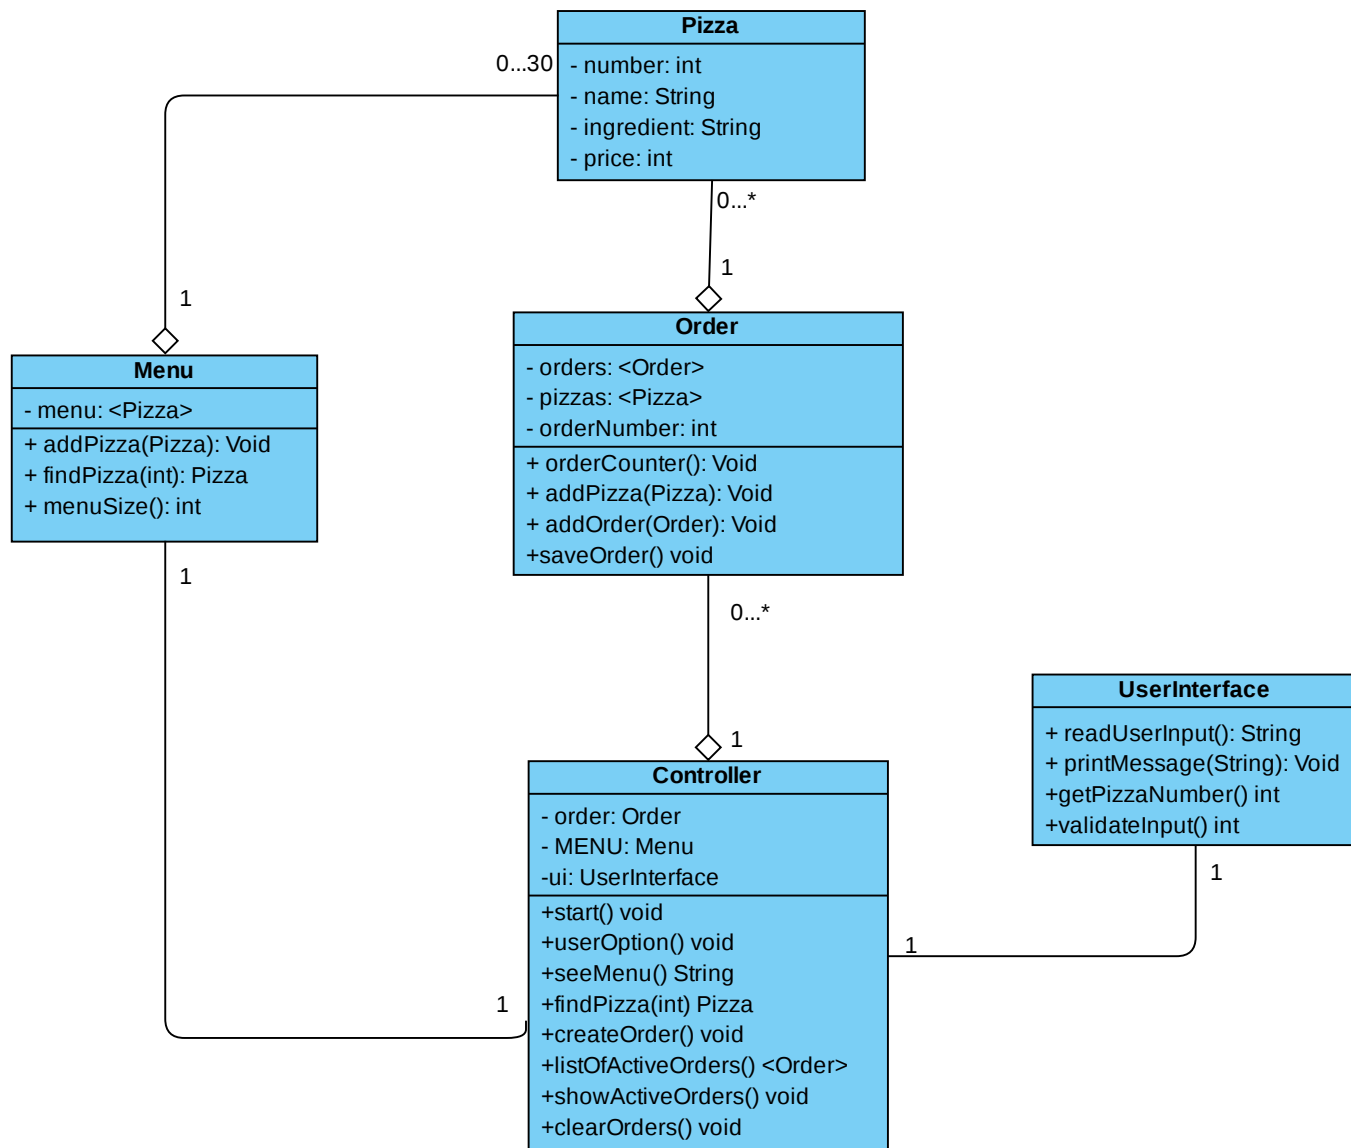 Pizza
0...30
- number: int
- name: String
- ingredient: String
- price: int
0...*
1
1
Order
- orders: <Order>
- pizzas: <Pizza>
- orderNumber: int
+ orderCounter(): Void
+ addPizza(Pizza): Void
+ addOrder(Order): Void
+saveOrder() void
Menu
- menu: <Pizza>
+ addPizza(Pizza): Void
+ findPizza(int): Pizza
+ menuSize(): int
1
0...*
1
UserInterface
+ readUserInput(): String
+ printMessage(String): Void
+getPizzaNumber() int
+validateInput() int
1
Controller
- order: Order
- MENU: Menu
-ui: UserInterface
+start() void
+userOption() void
+seeMenu() String
+findPizza(int) Pizza
+createOrder() void
+listOfActiveOrders() <Order>
+showActiveOrders() void
+clearOrders() void
1
1